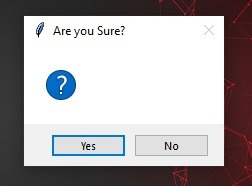 Are you Sure?
?
Yes
No